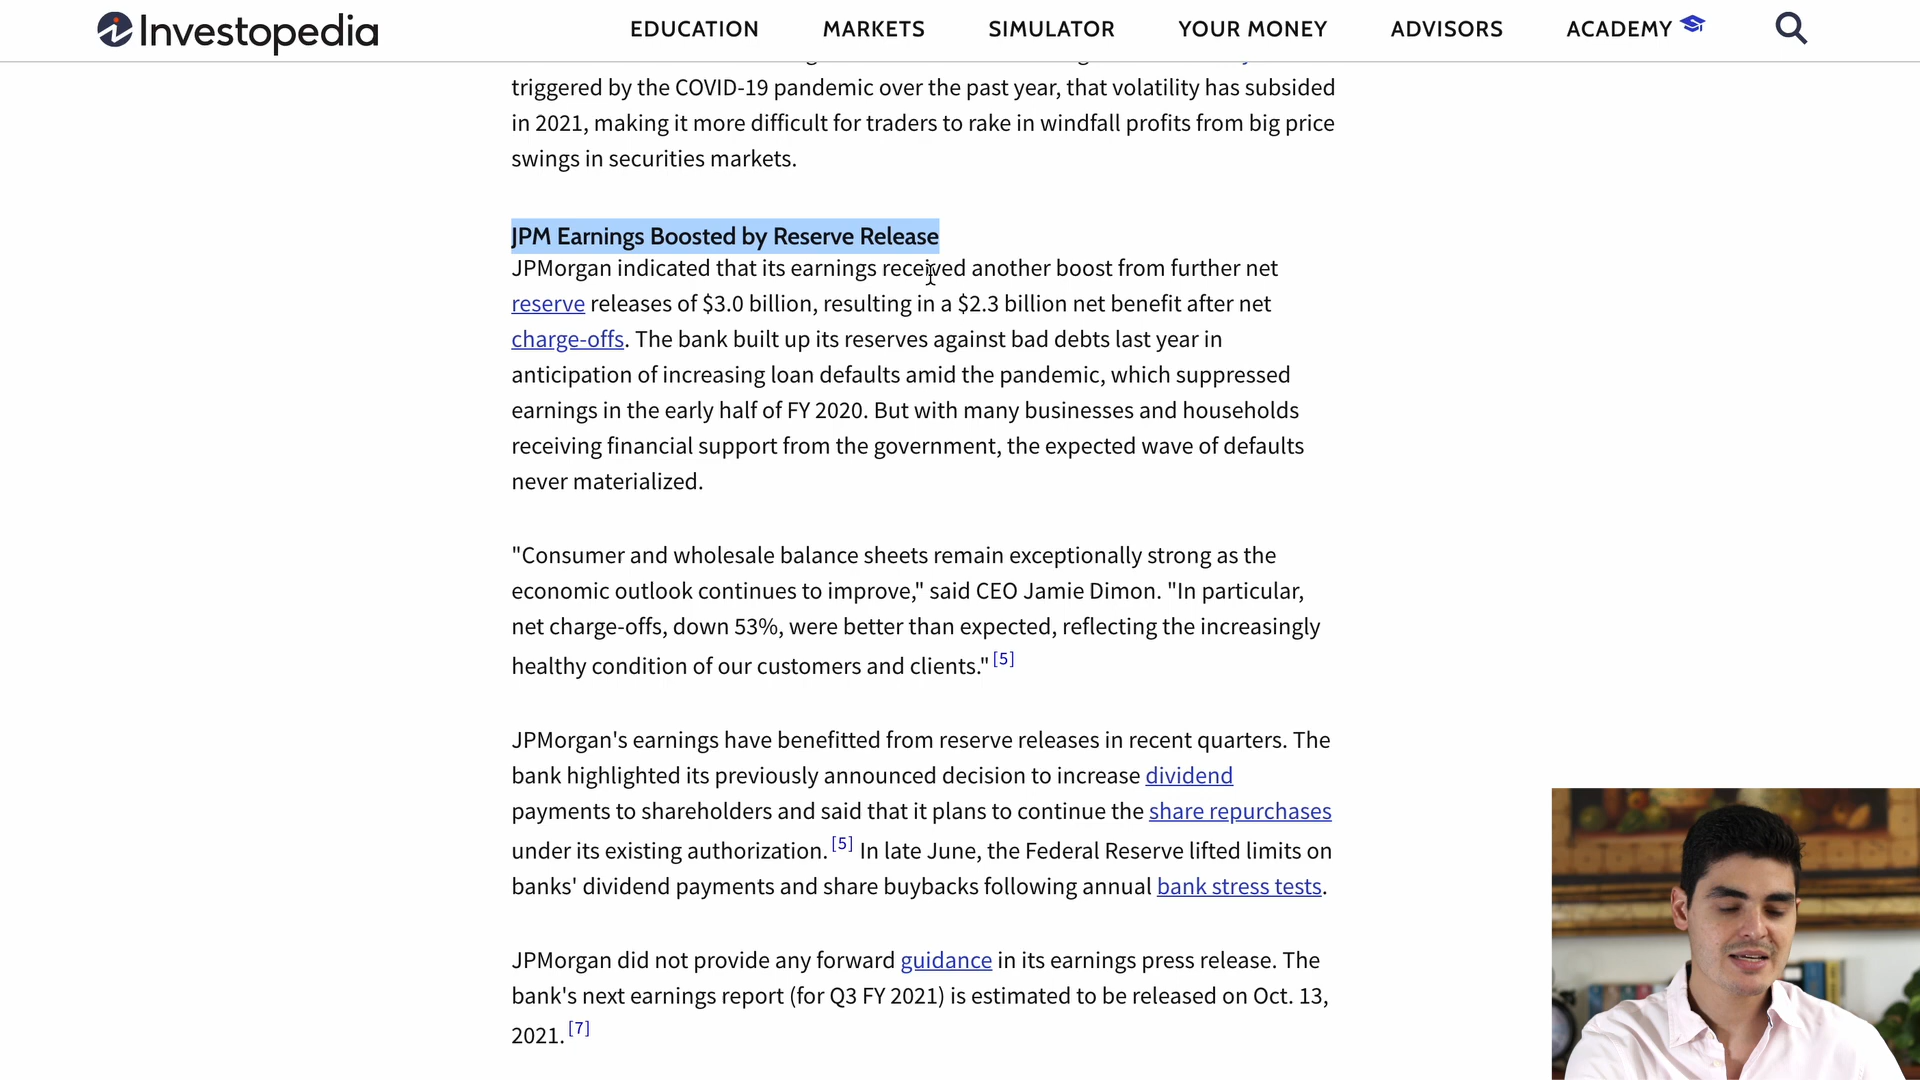 Investopedia
EDUCATION MARKETS SIMULATOR YOUR MONEY ADVISORS ACADEMY
triggered by the COVID-19 pandemic over the past year, that volatility has subsided
in 2021, making it more difficult for traders to rake in windfall profits from big price
swings in securities markets.
JPM Earnings Boosted by Reserve Release
JPMorgan indicated that its earnings received another boost from further net
reserve releases of $3.0 billion, resulting in a $2.3 billion net benefit after net
charge-offs. The bank built up its reserves against bad debts last year in
anticipation of increasing loan defaults amid the pandemic, which suppressed
earnings in the early half of FY 2020. But with many businesses and households
receiving financial support from the government, the expected wave of defaults
never materialized.
"Consumer and wholesale balance sheets remain exceptionally strong as the
economic outlook continues to improve," said CEO Jamie Dimon. "In particular,
net charge-offs, down 53%, were better than expected, reflecting the increasingly
healthy condition of our customers and clients." [5]
JPMorgan's earnings have benefitted from reserve releases in recent quarters. The
bank highlighted its previously announced decision to increase dividend
payments to shareholders and said that it plans to continue the share repurchases
under its existing authorization. [5] In late June, the Federal Reserve lifted limits on
banks' dividend payments and share buybacks following annual bank stress tests.
JPMorgan did not provide any forward guidance in its earnings press release. The
bank's next earnings report (for Q3 FY 2021) is estimated to be released on Oct. 13,
2021. [7]